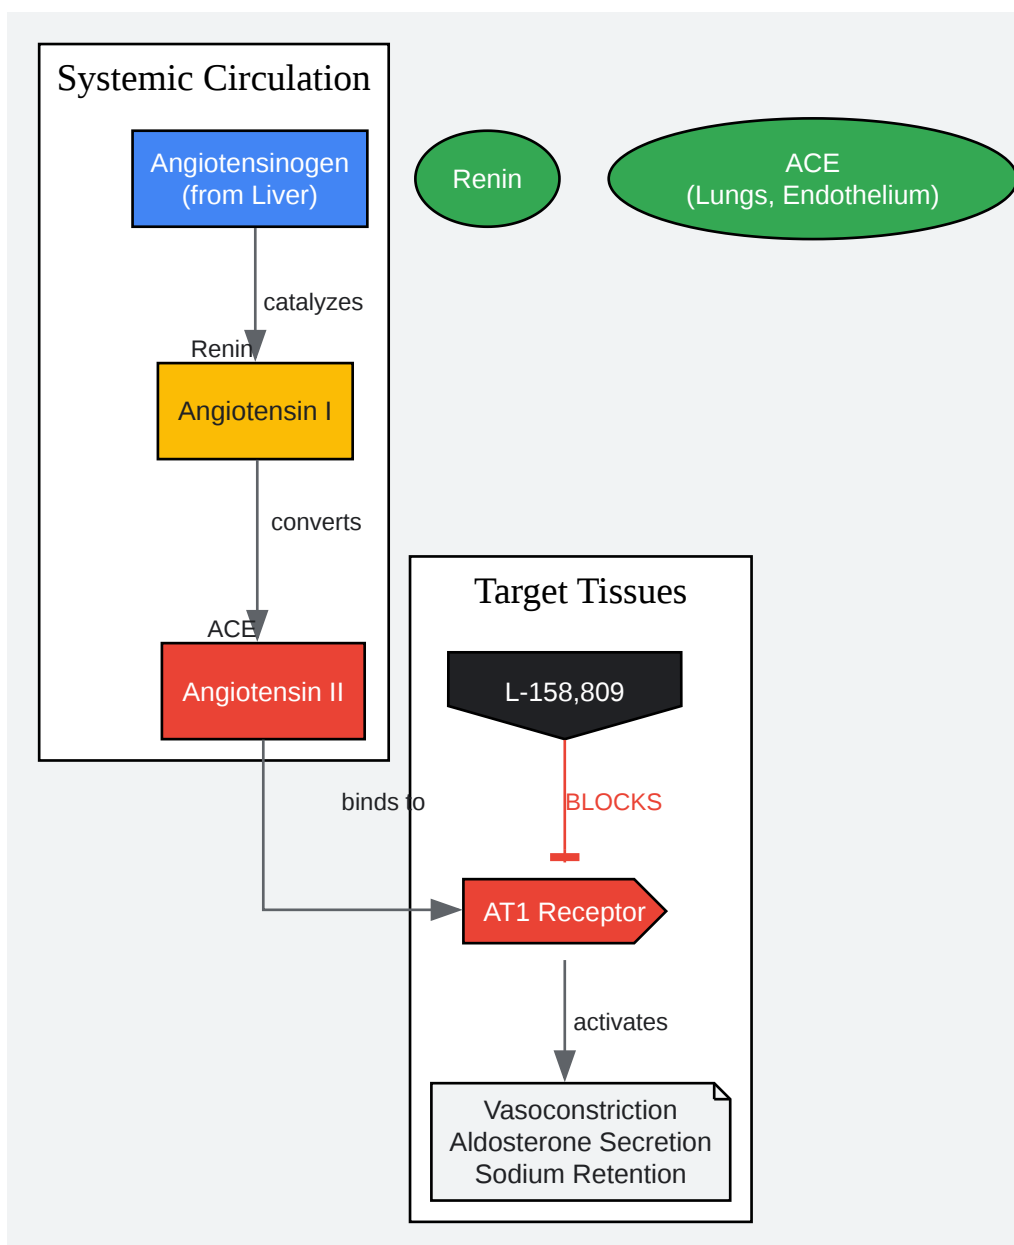 Systemic Circulation
Angiotensinogen
(from Liver)
Renin
ACE
(Lungs, Endothelium)
catalyzes
Renin
Angiotensin I
converts
ACE
Angiotensin II
Target Tissues
L-158,809
binds to
BLOCKS
AT1 Receptor
activates
Vasoconstriction
Aldosterone Secretion
Sodium Retention